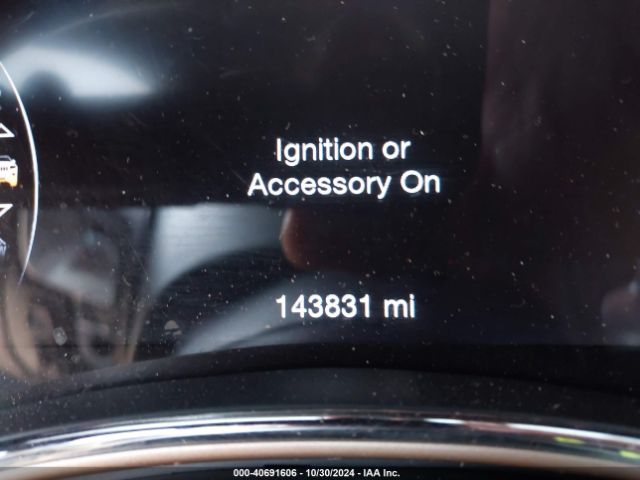 Ignition or
Accessory On
143831 mi
000-40691606 - 10/30/2024 - IAA Inc.